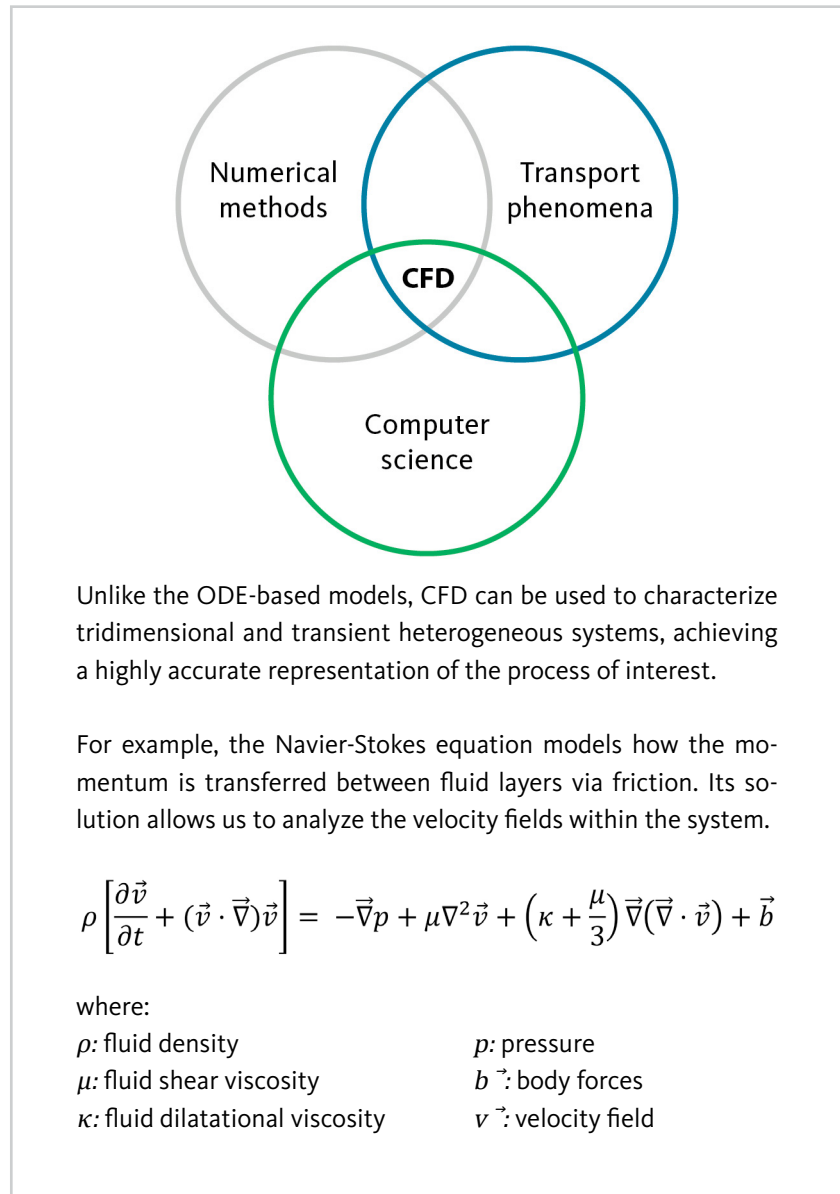 Numerical
methods
Transport
phenomena
CFD
Computer
science
Unlike the ODE-based models, CFD can be used to characterize
tridimensional and transient heterogeneous systems, achieving
a highly accurate representation of the process of interest.
For example, the Navier-Stokes equation models how the mo-
mentum is transferred between fluid layers via friction. Its so-
lution allows us to analyze the velocity fields within the system.
ρ[∂v⃗/∂t + (v⃗ · ∇⃗)v⃗] = −∇⃗p + μ∇²v⃗ + (κ + μ/3)∇⃗(∇⃗ · v⃗) + b⃗
where:
ρ: fluid density
μ: fluid shear viscosity
κ: fluid dilatational viscosity
p: pressure
b ⃗: body forces
v ⃗: velocity field